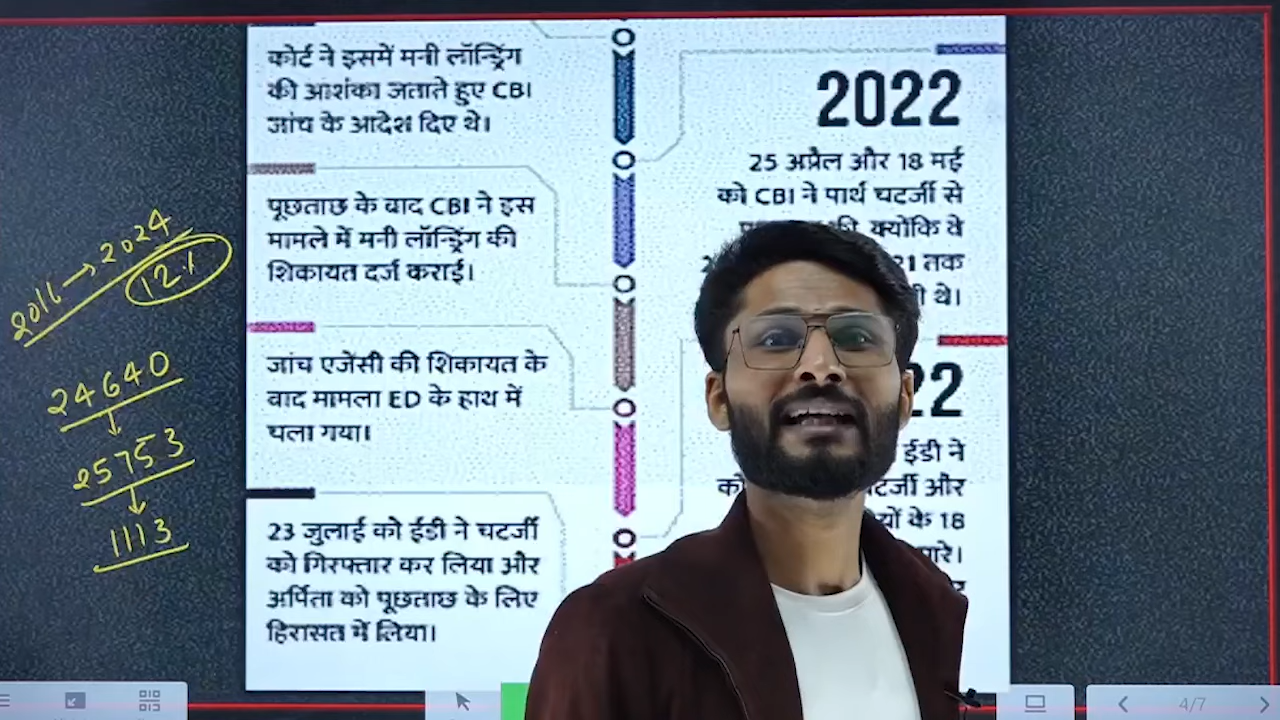 कोर्ट ने इसमें मनी लॉन्ड्रिंग
की आशंका जताते हुए CBI
जांच के आदेश दिए थे।
पूछताछ के बाद CBI ने इस
मामले में मनी लॉन्ड्रिंग की
शिकायत दर्ज कराई।
जांच एजेंसी की शिकायत के
बाद मामला ED के हाथ में
चला गया।
23 जुलाई को ईडी ने चटर्जी
को गिरफ्तार कर लिया और
अर्पिता को पूछताछ के लिए
हिरासत में लिया।
2022
25 अप्रैल और 18 मई
को CBI ने पार्थ चटर्जी से
की क्योंकि वे
21 तक
थे।
22
ईडी ने
चटर्जी और
के 18
2016 → 2024
12.1
24640
25753
1113
4/7